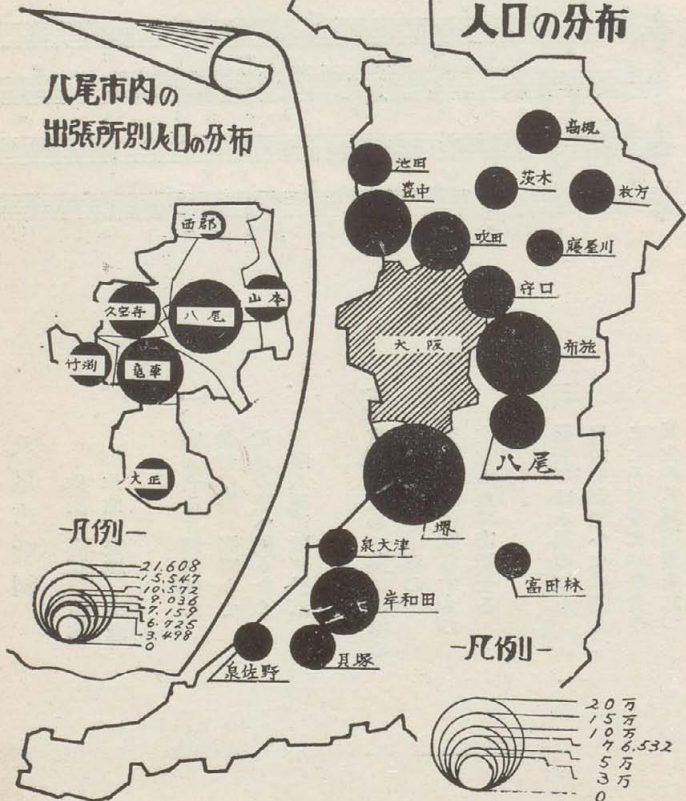 人口の分布
八尾市内の
出張所別人口の分布
高槻
池田
茨木
枚方
豊中
西郡
吹田
寝屋川
守口
久宝寺
八尾
山本
大阪
布施
竹渕
竜華
八尾
大正
堺
-凡例-
泉大津
富田林
岸和田
21.608
15.547
10.572
9.036
7.159
6.725
3.498
0
貝塚
泉佐野
-凡例-
20万
15万
10万
76.532
5万
3万
0